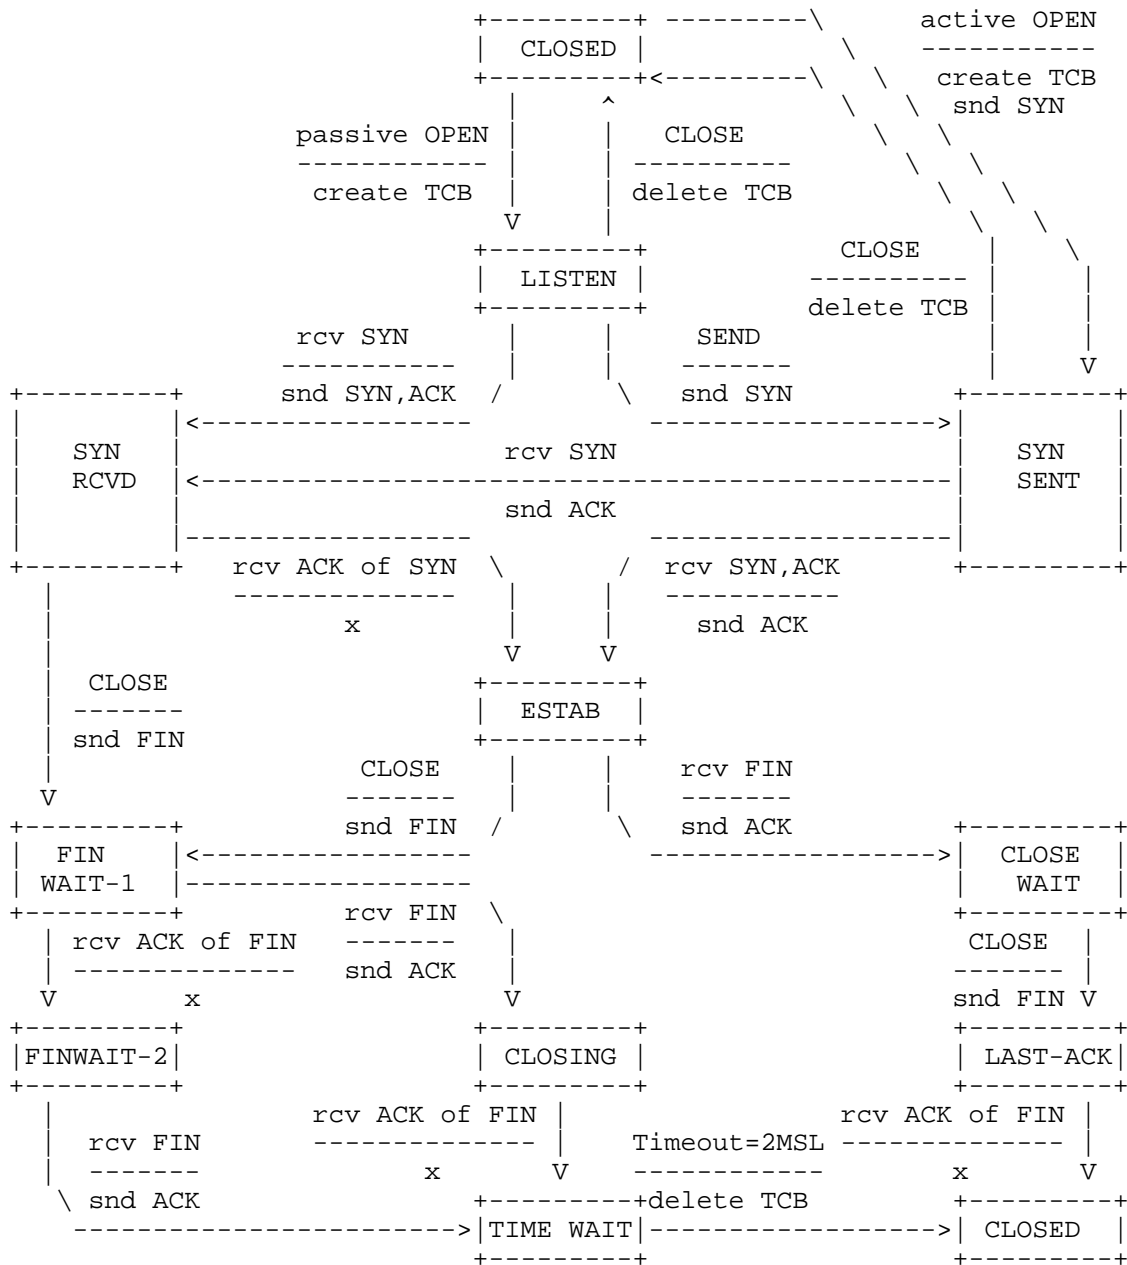 +---------+ ---------\ active OPEN
| CLOSED | \ -----------
+---------+<---------\ \ create TCB
| ^ \ \ snd SYN
passive OPEN | | CLOSE \ \
------------ | | ---------- \ \
create TCB | | delete TCB \ \
V | \ \
+---------+ CLOSE | \
| LISTEN | ---------- | |
+---------+ delete TCB | |
rcv SYN | | SEND | |
----------- | | ------- | V
+---------+ snd SYN,ACK / \ snd SYN +---------+
| |<----------------- ------------------>| |
| SYN | rcv SYN | SYN |
| RCVD |<-----------------------------------------------| SENT |
| | snd ACK | |
| |------------------ -------------------| |
+---------+ rcv ACK of SYN \ / rcv SYN,ACK +---------+
| -------------- | | -----------
| x | | snd ACK
| V V
| CLOSE +---------+
| ------- | ESTAB |
| snd FIN +---------+
| CLOSE | | rcv FIN
V ------- | | -------
+---------+ snd FIN / \ snd ACK +---------+
| FIN |<----------------- ------------------>| CLOSE |
| WAIT-1 |------------------ | WAIT |
+---------+ rcv FIN \ +---------+
| rcv ACK of FIN ------- | CLOSE |
| -------------- snd ACK | ------- |
V x V snd FIN V
+---------+ +---------+ +---------+
|FINWAIT-2| | CLOSING | | LAST-ACK|
+---------+ +---------+ +---------+
| rcv ACK of FIN | rcv ACK of FIN |
| rcv FIN -------------- | Timeout=2MSL -------------- |
| ------- x V ------------ x V
\ snd ACK +---------+delete TCB +---------+
------------------------>|TIME WAIT|------------------>| CLOSED |
+---------+ +---------+